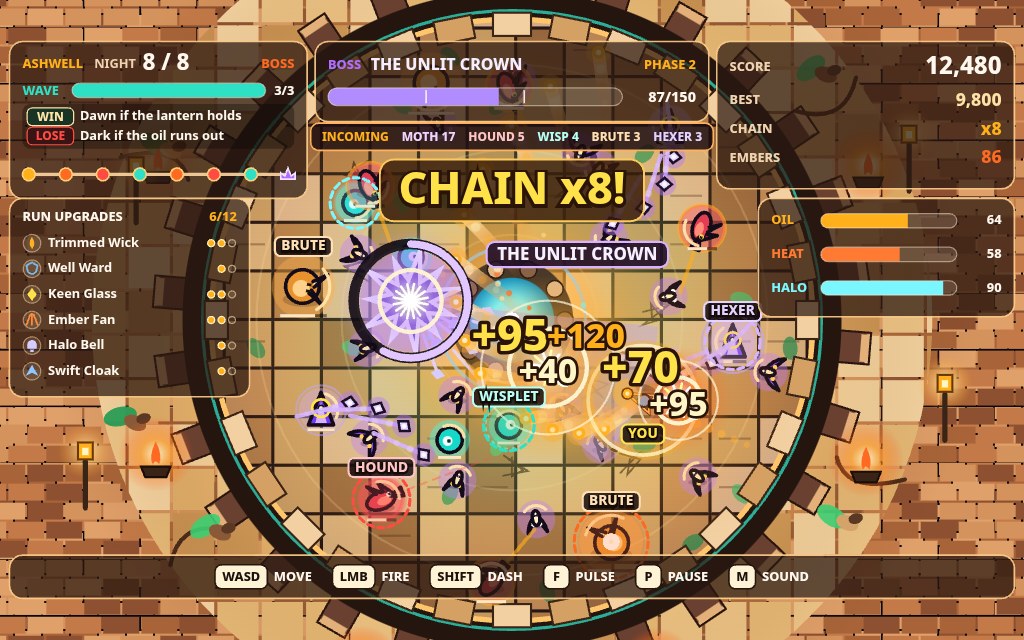 ASHWELL NIGHT 8 / 8 BOSS
WAVE 3/3
WIN Dawn if the lantern holds
LOSE Dark if the oil runs out
BOSS THE UNLIT CROWN PHASE 2
87/150
INCOMING MOTH 17 HOUND 5 WISP 4 BRUTE 3 HEXER 3
SCORE 12,480
BEST 9,800
CHAIN x8
EMBERS 86
CHAIN x8!
RUN UPGRADES 6/12
Trimmed Wick
Well Ward
Keen Glass
Ember Fan
Halo Bell
Swift Cloak
OIL 64
HEAT 58
HALO 90
BRUTE
THE UNLIT CROWN
HEXER
+95 +120
+40 +70
+95
WISPLET
YOU
HOUND
BRUTE
WASD MOVE LMB FIRE SHIFT DASH F PULSE P PAUSE M SOUND